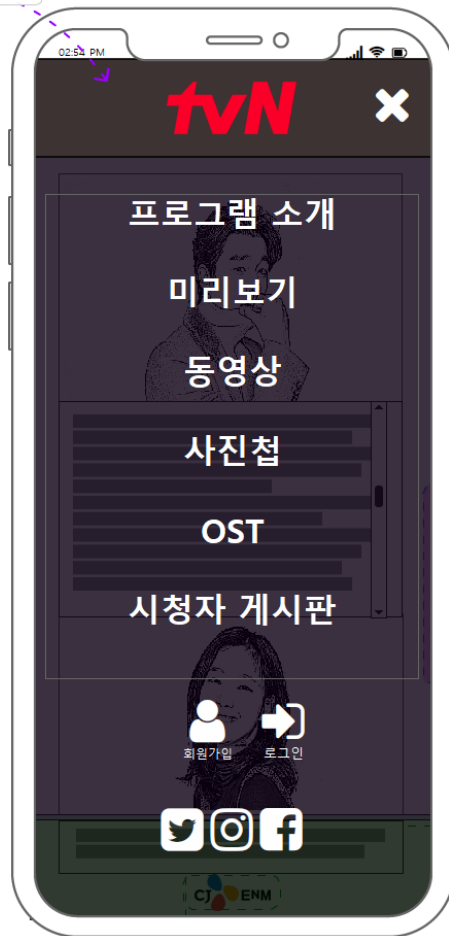 02:54 PM
tvN
프로그램 소개
미리보기
동영상
사진첩
OST
시청자 게시판
회원가입 로그인
CJ ENM